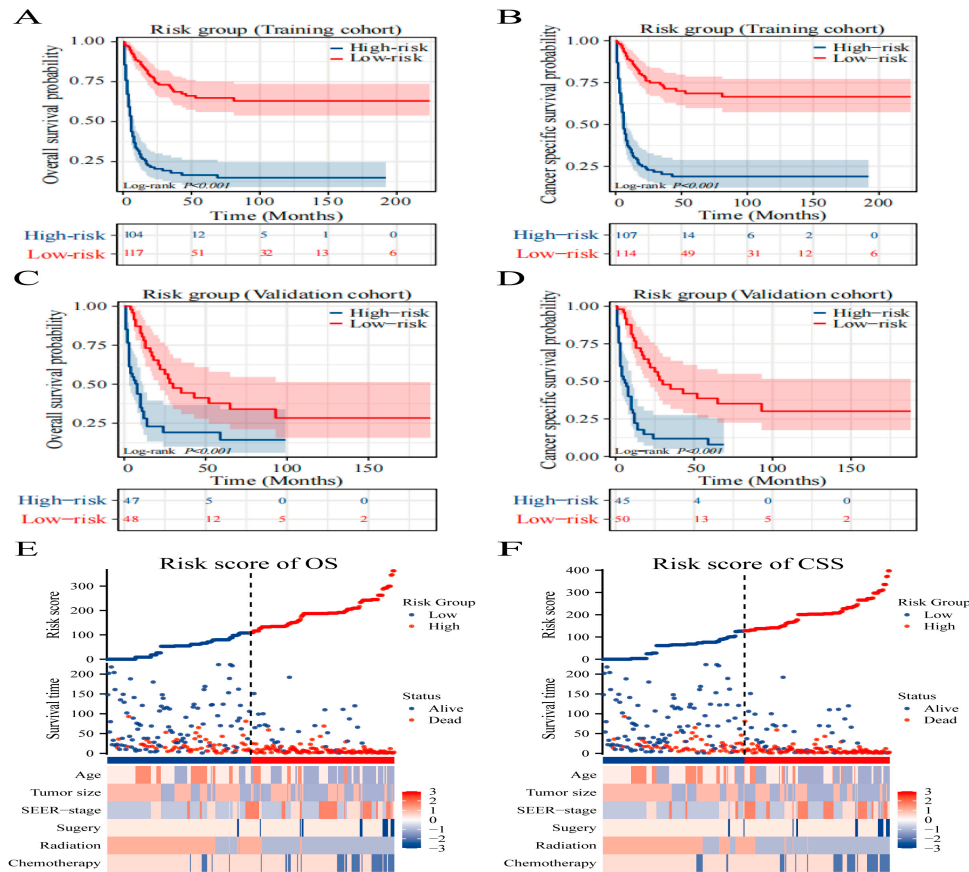 A
Risk group (Training cohort)
High-risk
Low-risk
Overall survival probability
1.00
0.75
0.50
0.25
Log-rank P<0.001
0 50 100 150 200
Time (Months)
High-risk 104 12 5 1 0
Low-risk 117 51 32 13 6
B
Risk group (Training cohort)
High-risk
Low-risk
Cancer specific survival probability
1.00
0.75
0.50
0.25
Log-rank P<0.001
0 50 100 150 200
Time (Months)
High-risk 107 14 6 2 0
Low-risk 114 49 31 12 6
C
Risk group (Validation cohort)
High-risk
Low-risk
Overall survival probability
1.00
0.75
0.50
0.25
Log-rank P<0.001
0 50 100 150
Time (Months)
High-risk 47 5 0 0
Low-risk 48 12 5 2
D
Risk group (Validation cohort)
High-risk
Low-risk
Cancer specific survival probability
1.00
0.75
0.50
0.25
0.00
Log-rank P<0.001
0 50 100 150
Time (Months)
High-risk 45 4 0 0
Low-risk 50 13 5 2
E
Risk score of OS
Risk score
300
200
100
0
Risk Group
Low
High
Survival time
200
150
100
50
0
Status
Alive
Dead
Age
Tumor size
SEER-stage
Sugery
Radiation
Chemotherapy
3
2
1
0
−1
−2
−3
F
Risk score of CSS
Risk score
400
300
200
100
0
Risk Group
Low
High
Survival time
200
150
100
50
0
Status
Alive
Dead
Age
Tumor size
SEER-stage
Sugery
Radiation
Chemotherapy
3
2
1
0
−1
−2
−3